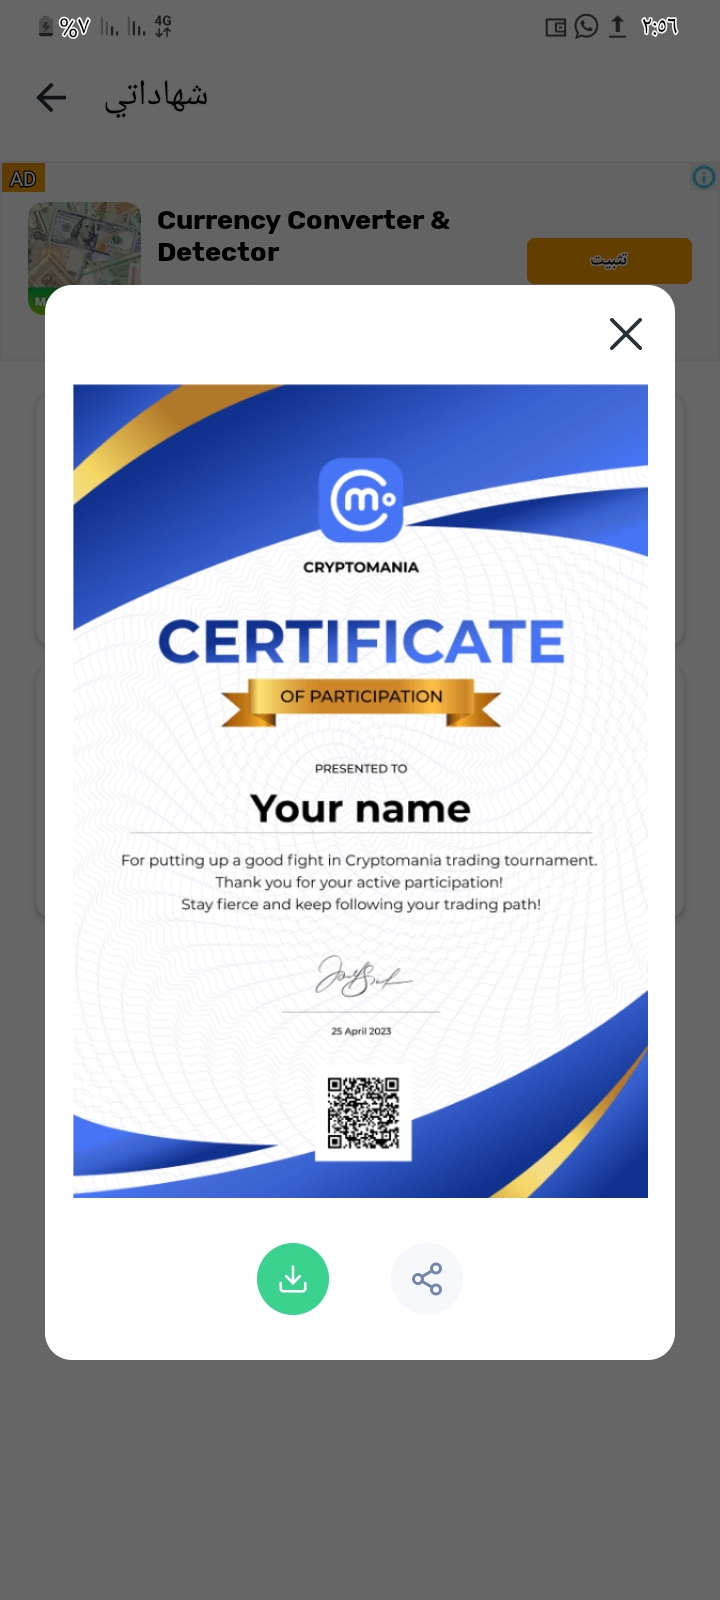 %٧ 4G ٢:٥٦
شهاداتي
AD
Currency Converter &
Detector
تثبيت
M
CRYPTOMANIA
CERTIFICATE
OF PARTICIPATION
PRESENTED TO
Your name
For putting up a good fight in Cryptomania trading tournament.
Thank you for your active participation!
Stay fierce and keep following your trading path!
25 April 2023